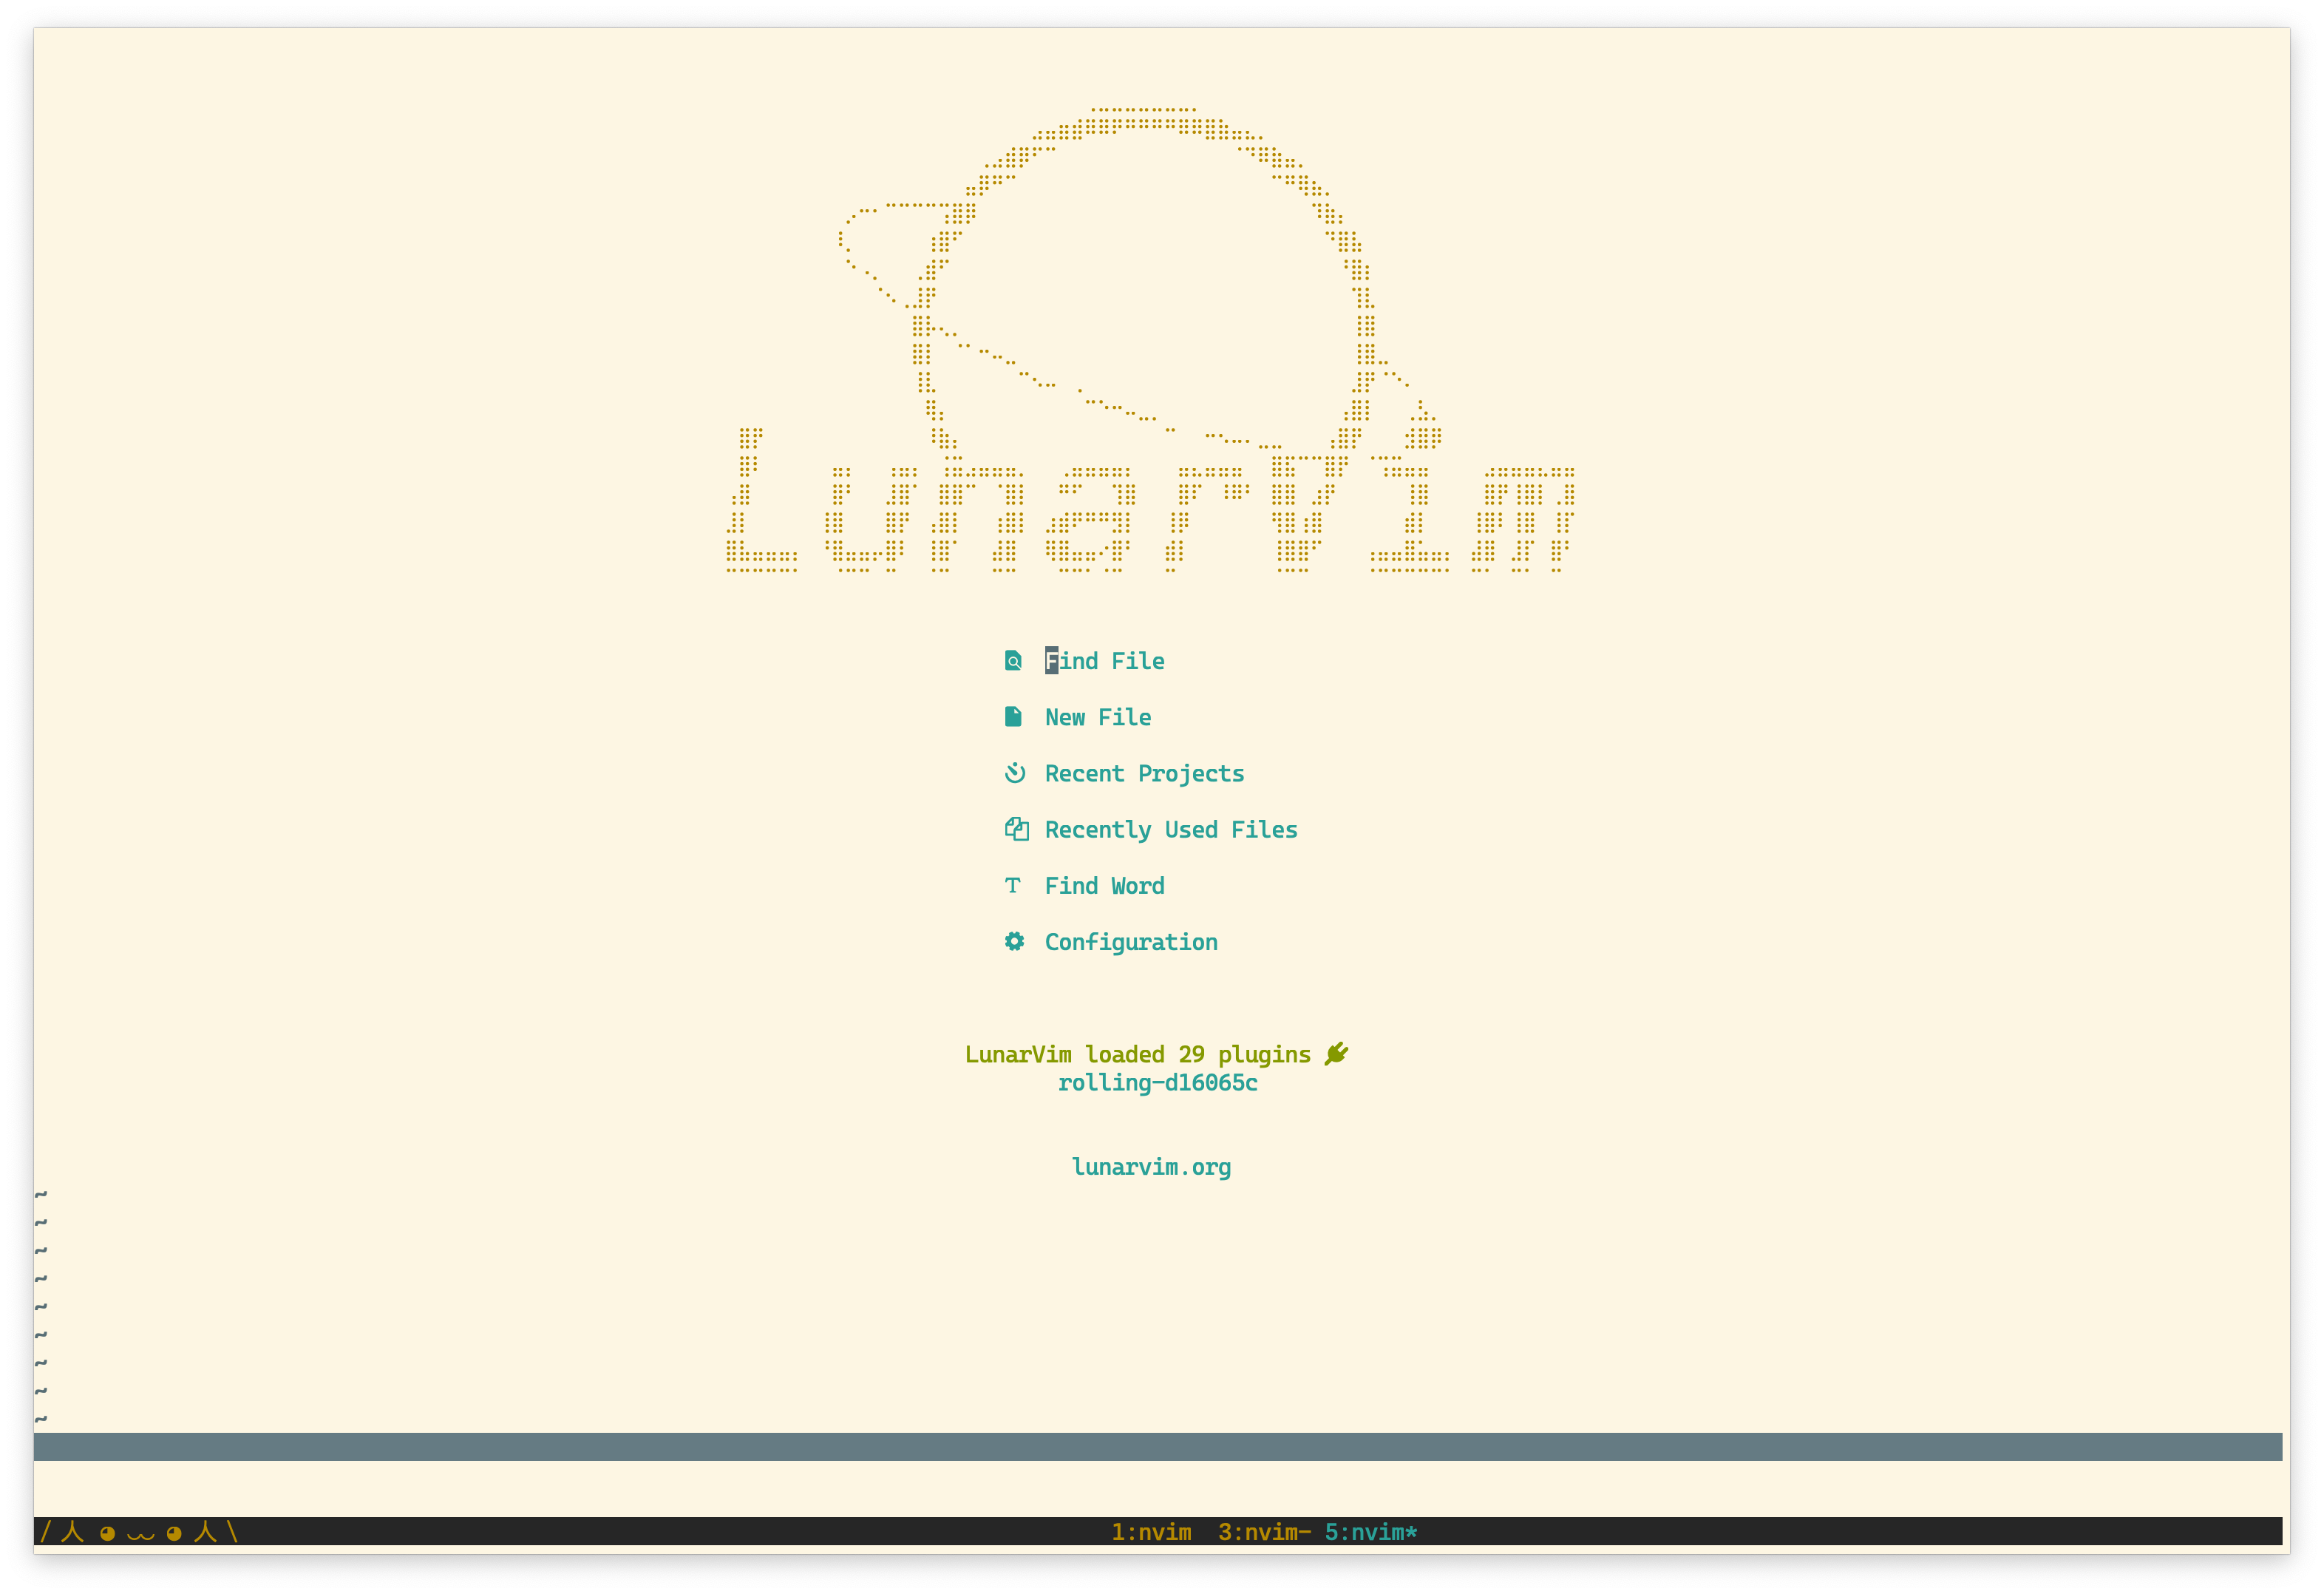 LunarVim
Find File
New File
Recent Projects
Recently Used Files
T Find Word
Configuration
LunarVim loaded 29 plugins
rolling-d16065c
lunarvim.org
~
~
~
~
~
~
~
~
~
/人 ◕ ‿‿ ◕ 人\ 1:nvim 3:nvim- 5:nvim*